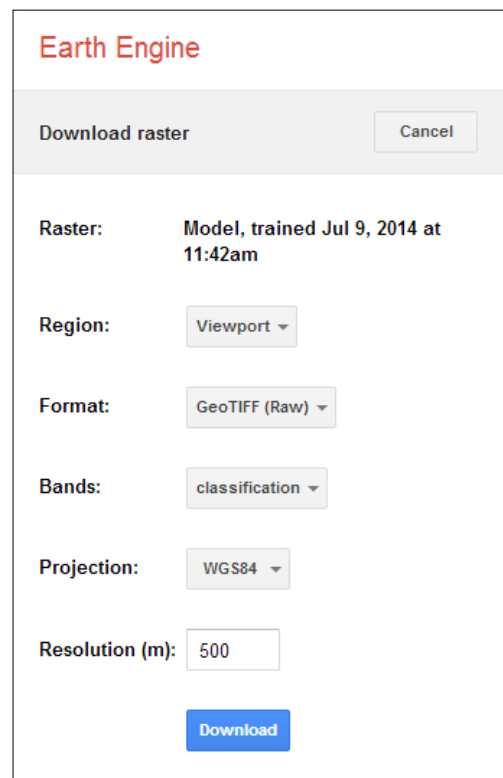 Earth Engine
Download raster
Cancel
Raster: Model, trained Jul 9, 2014 at
11:42am
Region: Viewport
Format: GeoTIFF (Raw)
Bands: classification
Projection: WGS84
Resolution (m): 500
Download